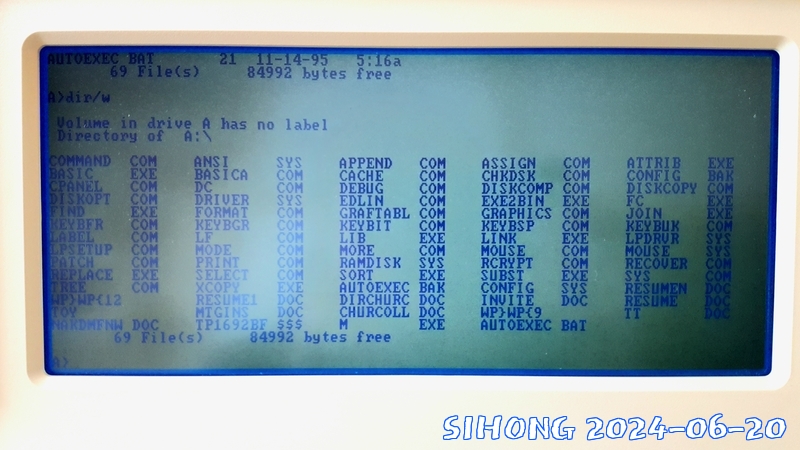 AUTOEXEC BAT 21 11-14-95 5:16a
69 File(s) 84992 bytes free
A>dir/w
Volume in drive A has no label
Directory of A:\
COMMAND COM ANSI SYS APPEND COM ASSIGN COM ATTRIB EXE
BASIC EXE BASICA COM CACHE COM CHKDSK COM CONFIG BAK
CPANEL COM DC COM DEBUG COM DISKCOMP COM DISKCOPY COM
DISKOPT COM DRIVER SYS EDLIN COM EXE2BIN EXE FC EXE
FIND EXE FORMAT COM GRAFTABL COM GRAPHICS COM JOIN EXE
KEYBFR COM KEYBGR COM KEYBIT COM KEYBSP COM KEYBUK COM
LABEL COM LF COM LIB EXE LINK EXE LPDRVR SYS
LPSETUP COM MODE COM MORE COM MOUSE COM MOUSE SYS
PATCH COM PRINT COM RAMDISK SYS RCRYPT COM RECOVER COM
REPLACE EXE SELECT COM SORT EXE SUBST EXE SYS COM
TREE COM XCOPY EXE AUTOEXEC BAK CONFIG SYS RESUMEN DOC
WP}WP{12 RESUME1 DOC DIRCHURC DOC INVITE DOC RESUME DOC
TOY MTGINS DOC CHURCOLL DOC WP}WP{9 TT DOC
NARDMFNW DOC TP1692BF $$$ M EXE AUTOEXEC BAT
69 File(s) 84992 bytes free
A>
SIHONG 2024-06-20